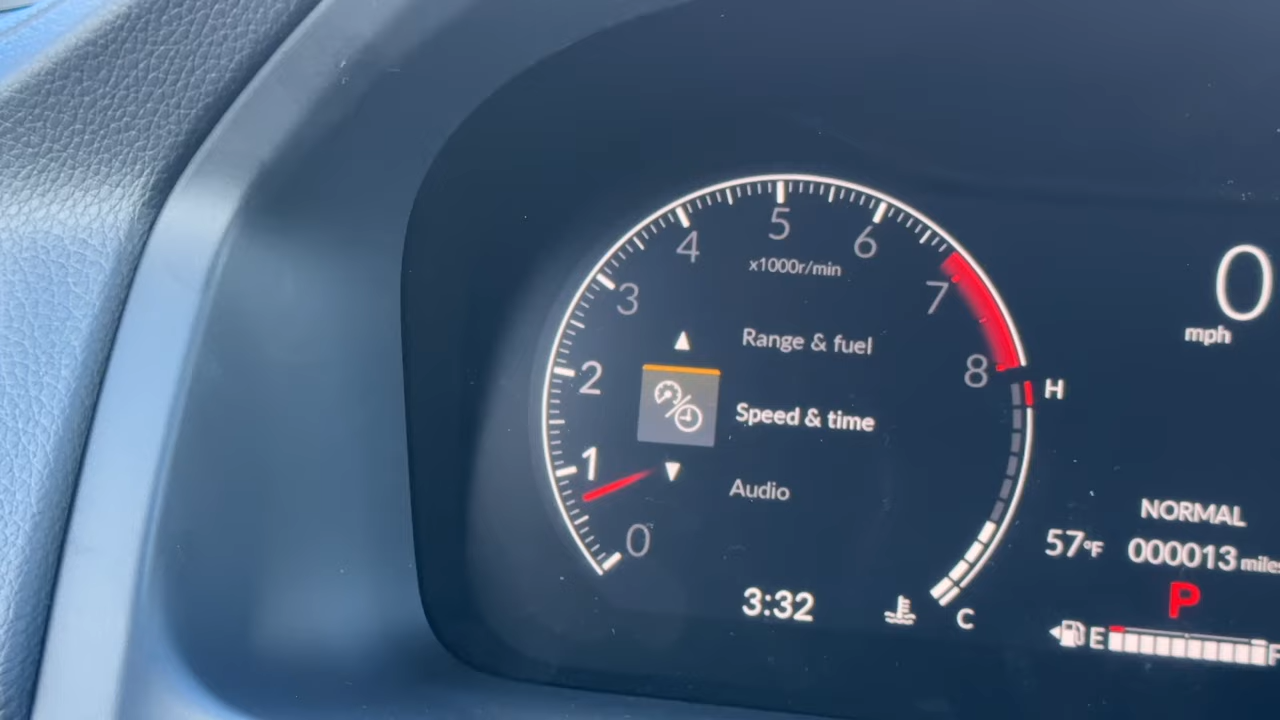 5
4
6
x1000r/min
3
7
0
mph
Range & fuel
2
8
H
Speed & time
1
Audio
0
NORMAL
57°F
000013 miles
3:32
P
C
E
F